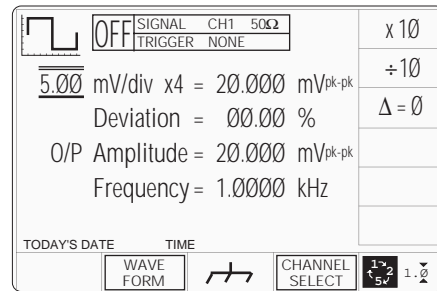 OFF SIGNAL CH1 50Ω
TRIGGER NONE
x 10
÷10
Δ = 0
5.00 mV/div x4 = 20.000 mVpk-pk
Deviation = 00.00 %
O/P Amplitude = 20.000 mVpk-pk
Frequency = 1.0000 kHz
TODAY'S DATE TIME
WAVE FORM
CHANNEL SELECT
1 2 5
1.0